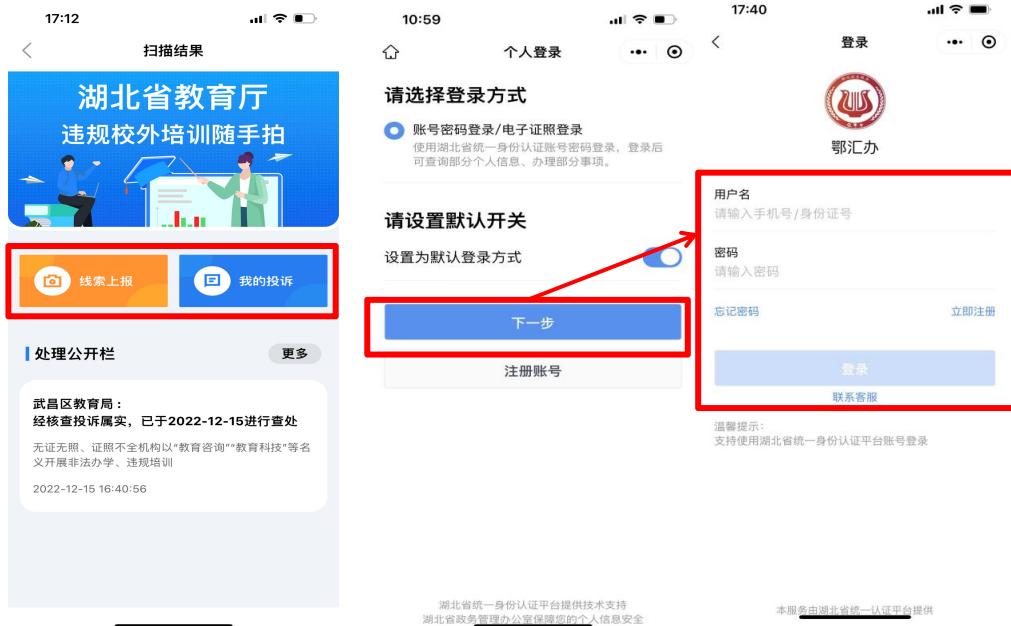 17:12
扫描结果
湖北省教育厅
违规校外培训随手拍
线索上报
我的投诉
处理公开栏
更多
武昌区教育局：
经核查投诉属实，已于2022-12-15进行查处
无证无照、证照不全机构以“教育咨询”“教育科技”等名
义开展非法办学、违规培训
2022-12-15 16:40:56
10:59
个人登录
请选择登录方式
账号密码登录/电子证照登录
使用湖北省统一身份认证账号密码登录，登录后
可查询部分个人信息、办理部分事项。
请设置默认开关
设置为默认登录方式
下一步
注册账号
湖北省统一身份认证平台提供技术支持
湖北省政务管理办公室保障您的个人信息安全
17:40
登录
鄂汇办
用户名
请输入手机号/身份证号
密码
请输入密码
忘记密码
立即注册
登录
联系客服
温馨提示：
支持使用湖北省统一身份认证平台账号登录
本服务由湖北省统一认证平台提供